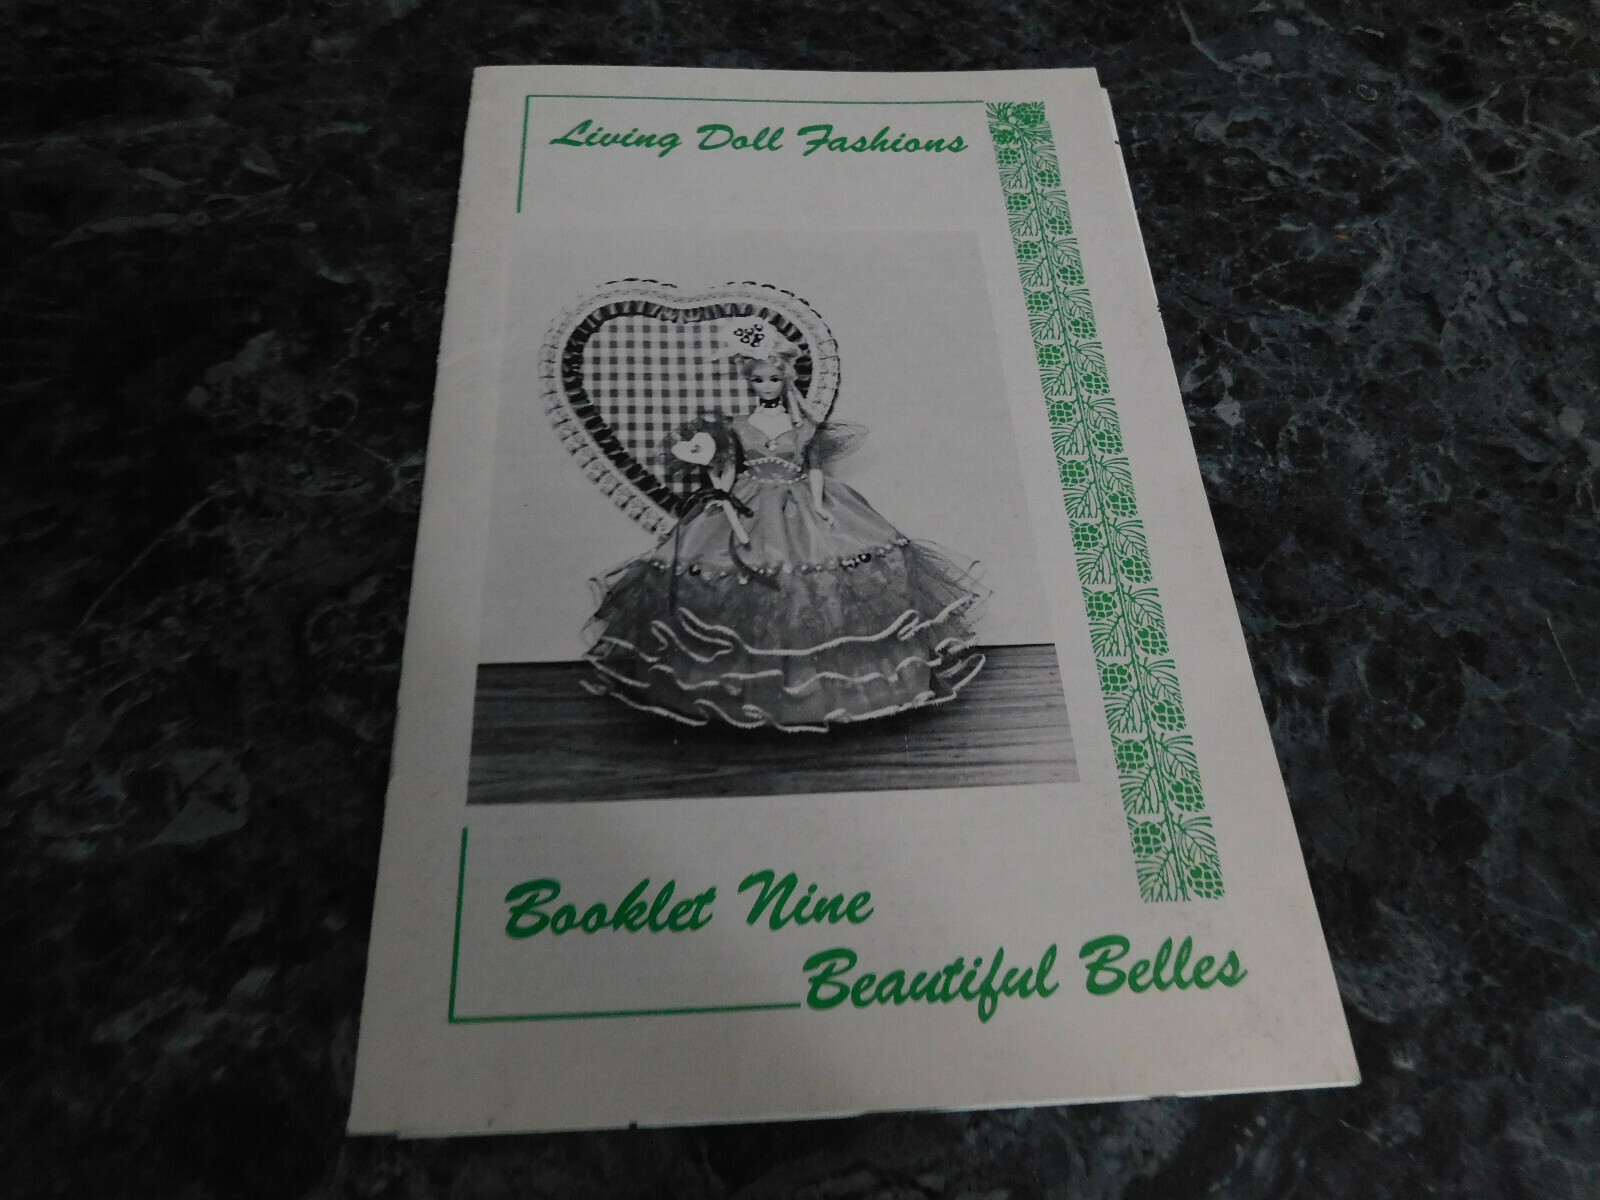 Living Doll Fashions
Booklet Nine
Beautiful Belles